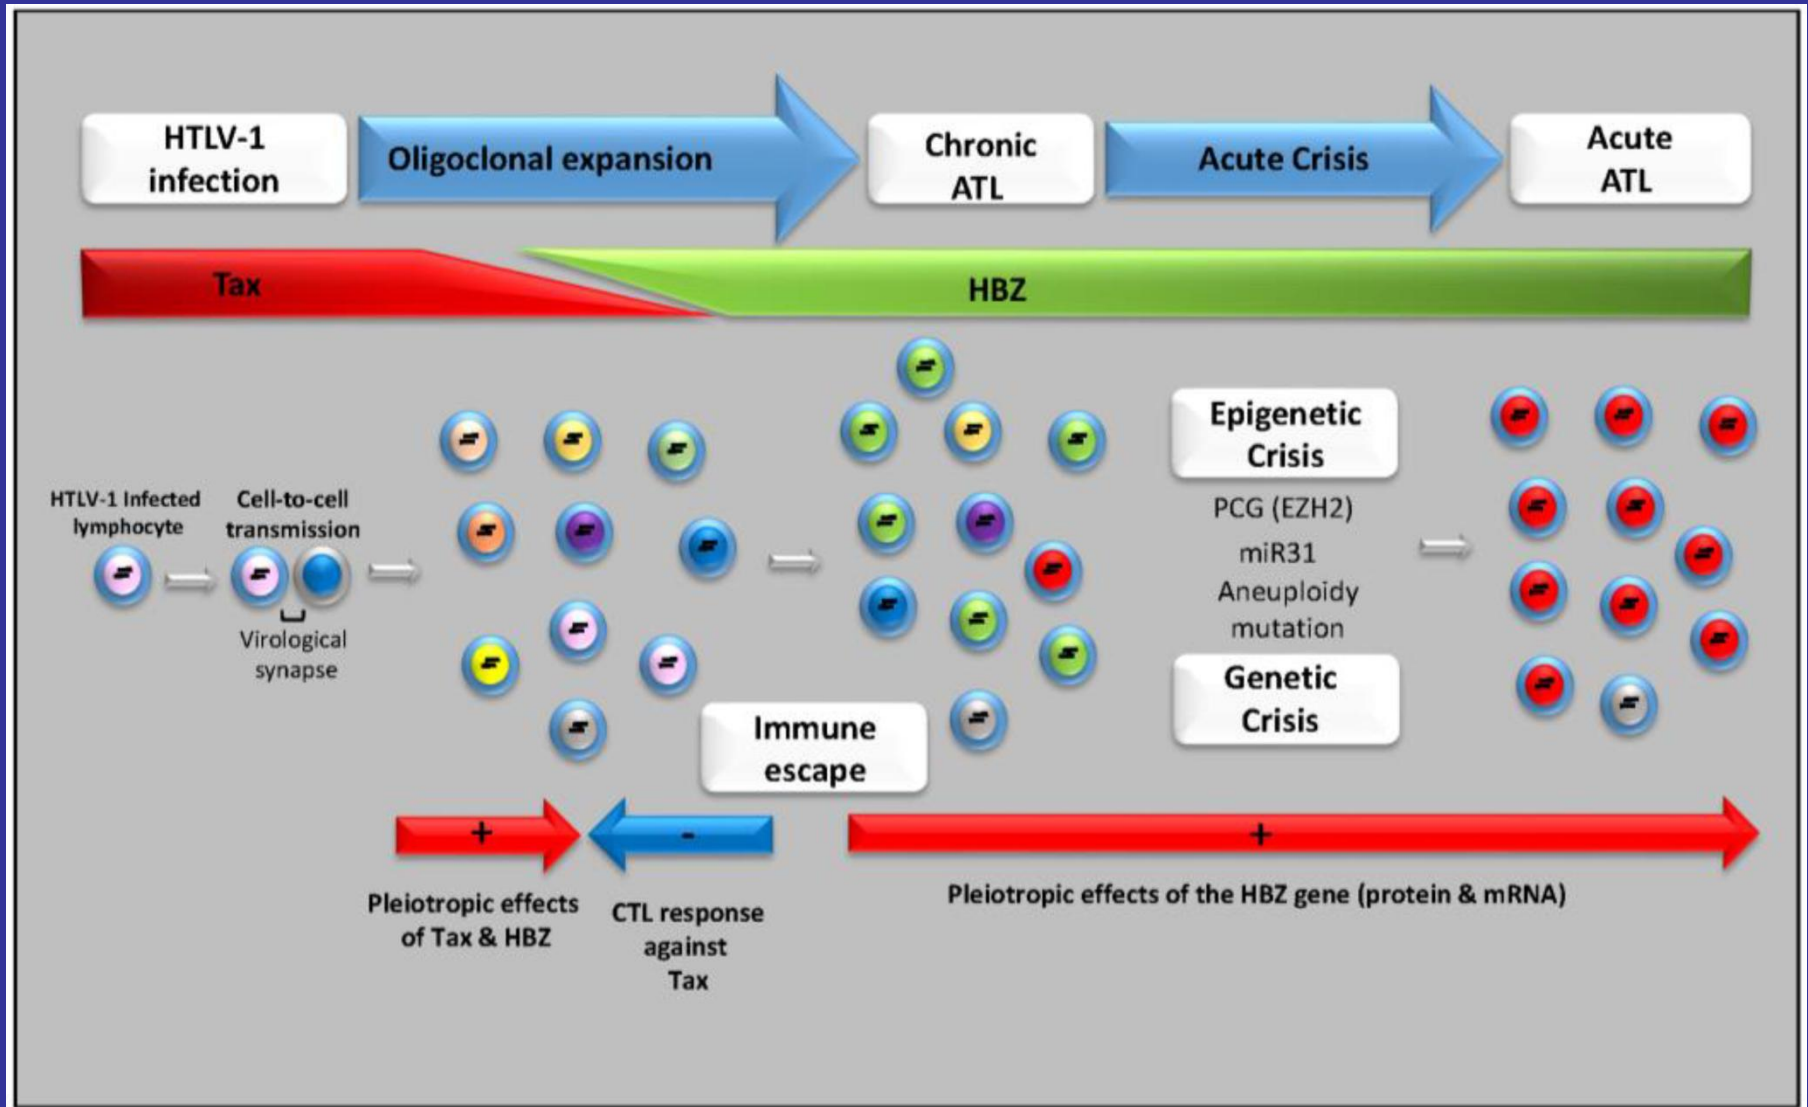 HTLV-1
infection
Oligoclonal expansion
Chronic
ATL
Acute Crisis
Acute
ATL
Tax
HBZ
HTLV-1 Infected
lymphocyte
Cell-to-cell
transmission
Virological
synapse
Epigenetic
Crisis
PCG (EZH2)
miR31
Aneuploidy
mutation
Genetic
Crisis
Immune
escape
+
-
+
Pleiotropic effects
of Tax & HBZ
CTL response
against
Tax
Pleiotropic effects of the HBZ gene (protein & mRNA)